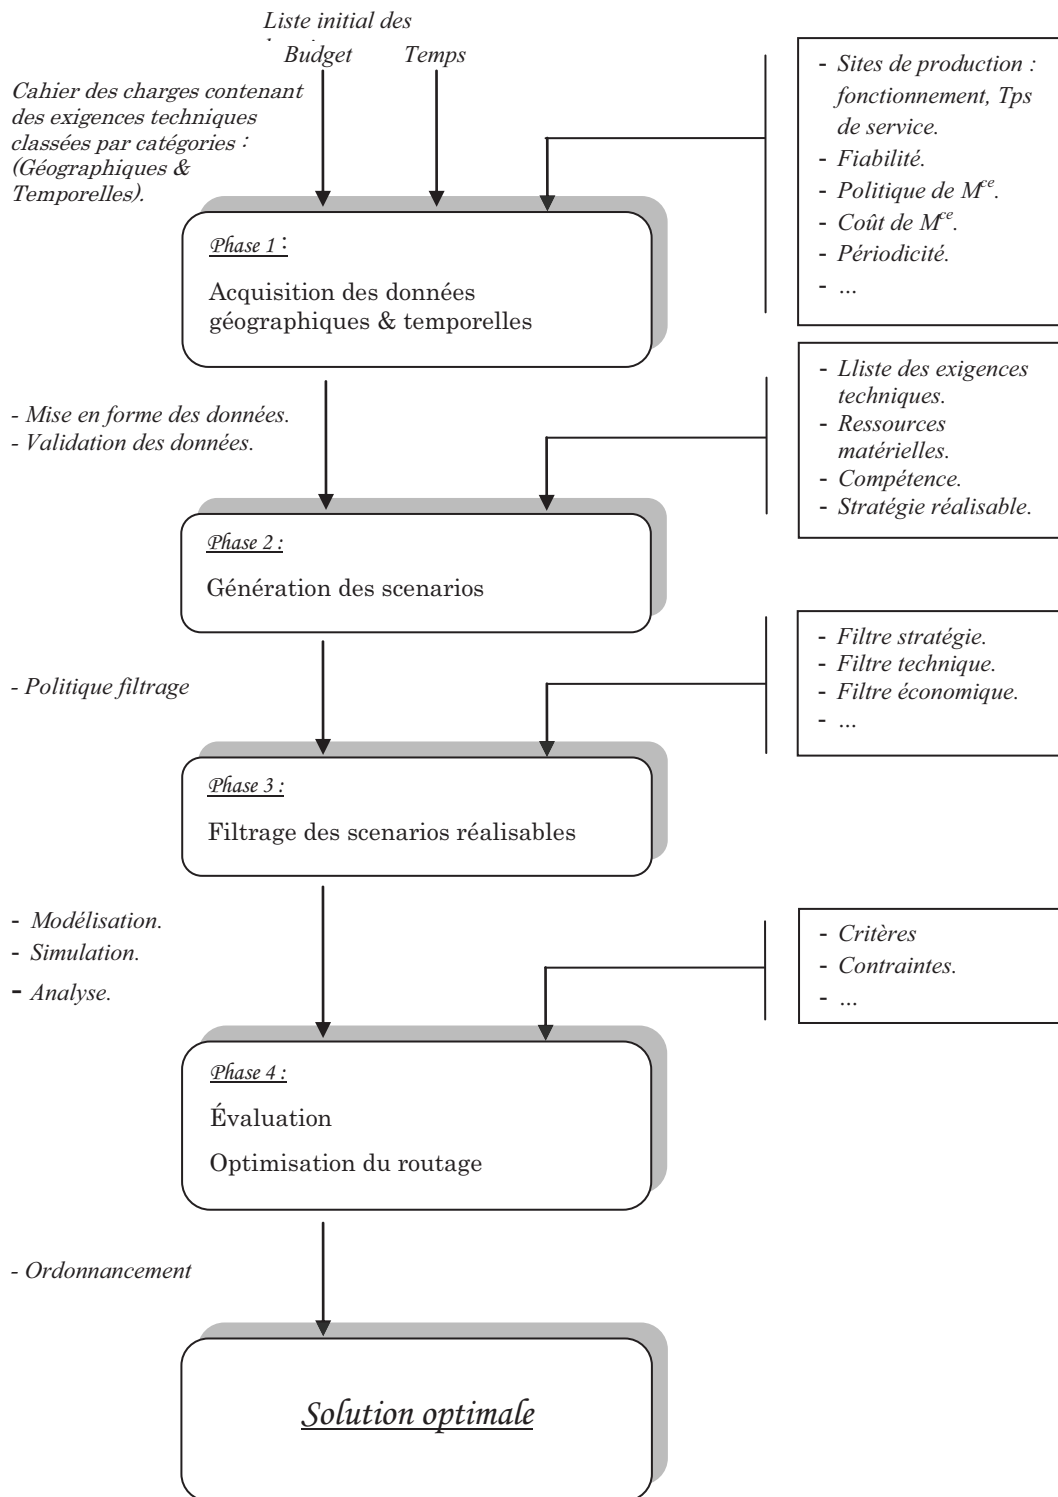 Liste initial des
Budget Temps
Cahier des charges contenant
des exigences techniques
classées par catégories :
(Géographiques &
Temporelles).
- Sites de production :
fonctionnement, Tps
de service.
- Fiabilité.
- Politique de Mce.
- Coût de Mce.
- Périodicité.
- ...
Phase 1 :
Acquisition des données
géographiques & temporelles
- Mise en forme des données.
- Validation des données.
- Lliste des exigences
techniques.
- Ressources
matérielles.
- Compétence.
- Stratégie réalisable.
Phase 2 :
Génération des scenarios
- Politique filtrage
- Filtre stratégie.
- Filtre technique.
- Filtre économique.
- ...
Phase 3 :
Filtrage des scenarios réalisables
- Modélisation.
- Simulation.
- Analyse.
- Critères
- Contraintes.
- ...
Phase 4 :
Évaluation
Optimisation du routage
- Ordonnancement
Solution optimale